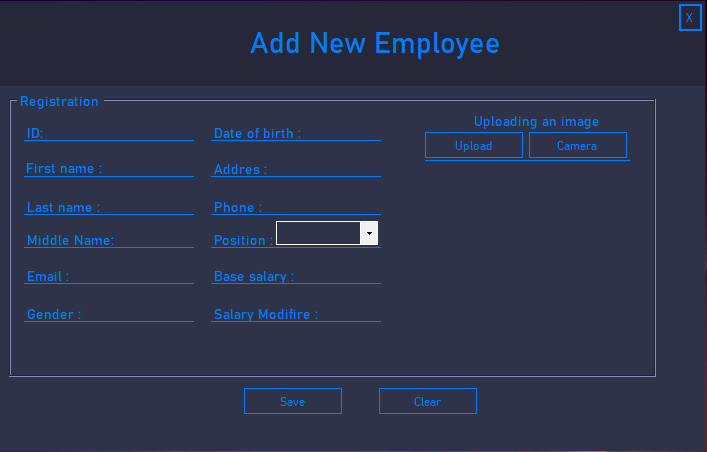 X
Add New Employee
Registration
Uploading an image
ID:
Date of birth :
Upload
Camera
First name :
Addres :
Last name :
Phone :
Middle Name:
Position :
Email :
Base salary :
Gender :
Salary Modifire :
Save
Clear